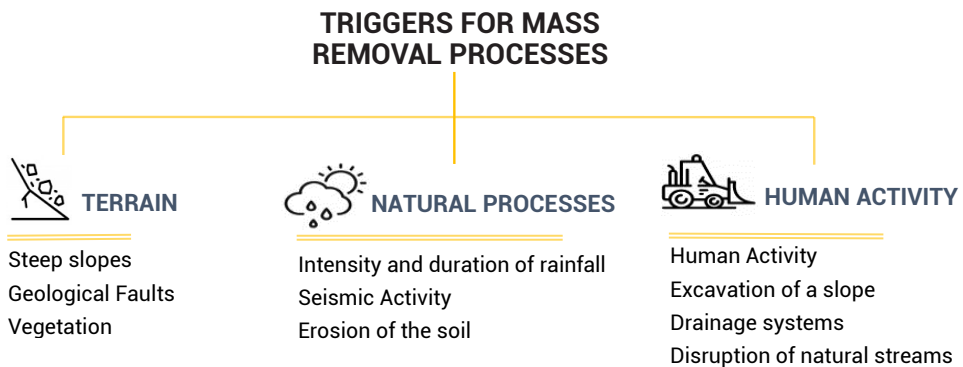 TRIGGERS FOR MASS
REMOVAL PROCESSES
TERRAIN
Steep slopes
Geological Faults
Vegetation
NATURAL PROCESSES
Intensity and duration of rainfall
Seismic Activity
Erosion of the soil
HUMAN ACTIVITY
Human Activity
Excavation of a slope
Drainage systems
Disruption of natural streams